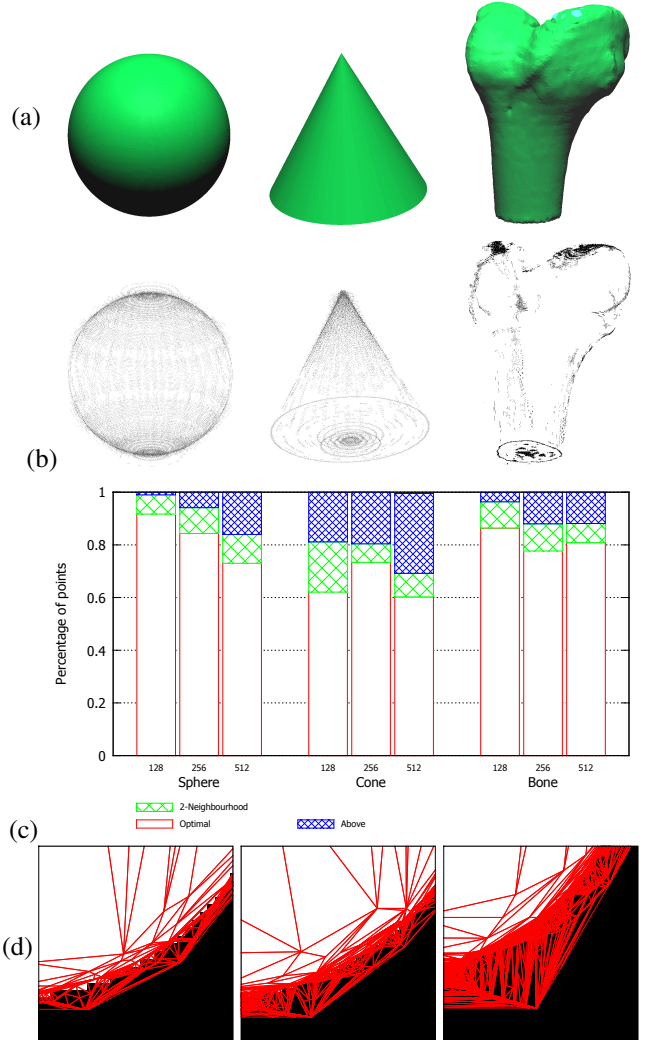 (a)
(b)
Percentage of points
1
0.8
0.6
0.4
0.2
0
128 256 512 128 256 512 128 256 512
Sphere Cone Bone
2-Neighbourhood
Optimal Above
(c)
(d)